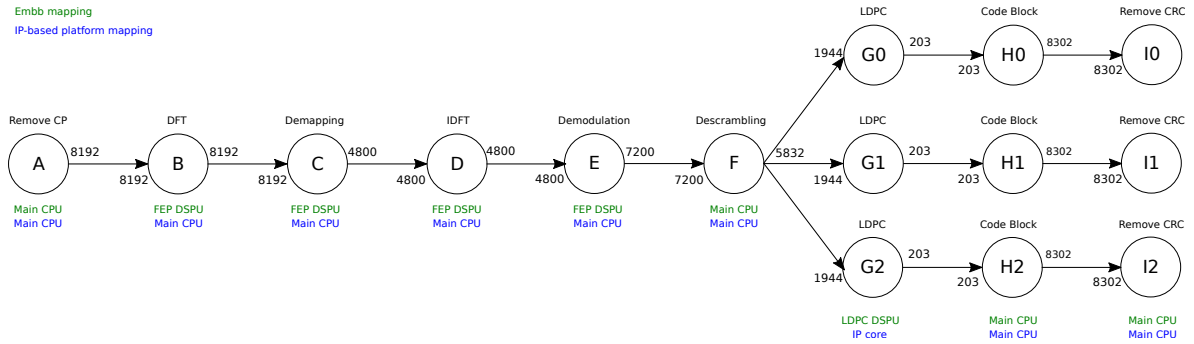 Embb mapping
IP-based platform mapping
LDPC
Code Block
Remove CRC
G0
H0
I0
1944
203
203
8302
8302
Remove CP
DFT
Demapping
IDFT
Demodulation
Descrambling
LDPC
Code Block
Remove CRC
A
B
C
D
E
F
G1
H1
I1
8192
8192
8192
8192
4800
4800
4800
4800
7200
7200
5832
1944
203
203
8302
8302
Main CPU
Main CPU
FEP DSPU
Main CPU
FEP DSPU
Main CPU
FEP DSPU
Main CPU
FEP DSPU
Main CPU
Main CPU
Main CPU
LDPC
Code Block
Remove CRC
G2
H2
I2
1944
203
203
8302
8302
LDPC DSPU
IP core
Main CPU
Main CPU
Main CPU
Main CPU